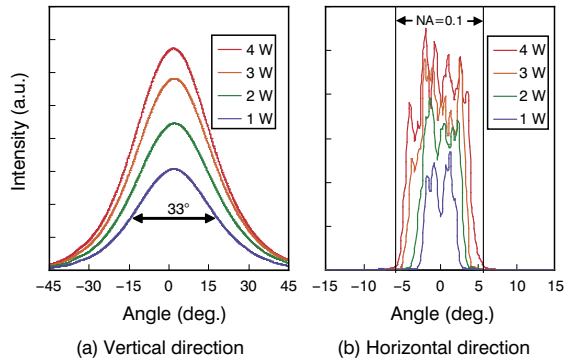 Intensity (a.u.)
4 W
3 W
2 W
1 W
33°
−45 −30 −15 0 15 30 45
Angle (deg.)
(a) Vertical direction
NA=0.1
4 W
3 W
2 W
1 W
−15 −10 −5 0 5 10 15
Angle (deg.)
(b) Horizontal direction